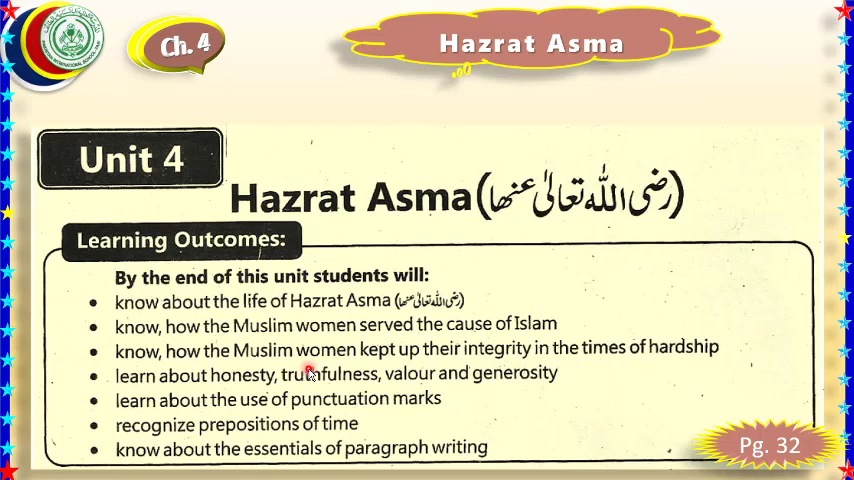 Ch. 4
Hazrat Asma
Unit 4
Hazrat Asma (رضی اللہ تعالیٰ عنھا)
Learning Outcomes:
By the end of this unit students will:
• know about the life of Hazrat Asma (رضی اللہ تعالیٰ عنھا)
• know, how the Muslim women served the cause of Islam
• know, how the Muslim women kept up their integrity in the times of hardship
• learn about honesty, truthfulness, valour and generosity
• learn about the use of punctuation marks
• recognize prepositions of time
• know about the essentials of paragraph writing
Pg. 32